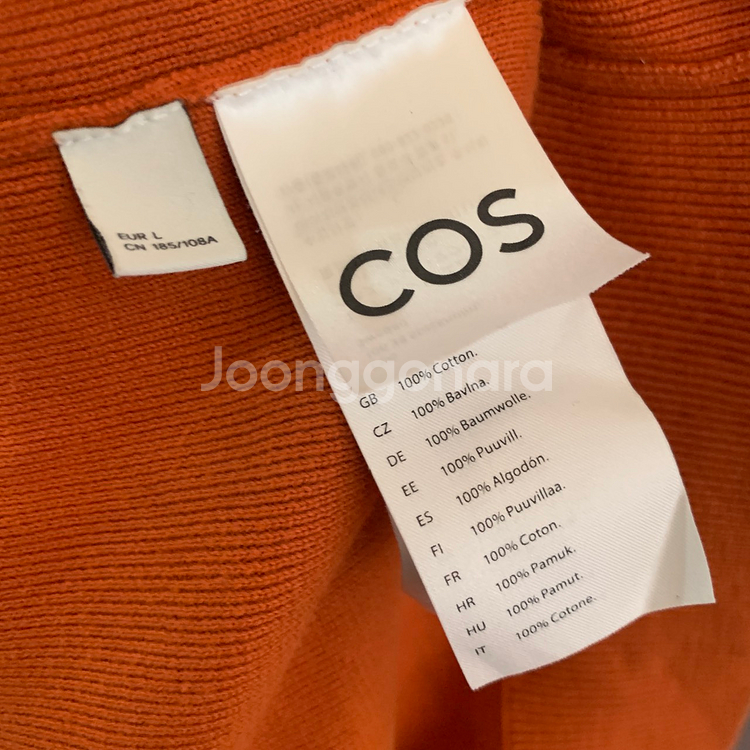 EUR L
CN 185/108A
COS
Joonggonara
GB 100% Cotton.
CZ 100% Bavlna.
DE 100% Baumwolle.
EE 100% Puuvill.
ES 100% Algodón.
FI 100% Puuvillaa.
FR 100% Coton.
HR 100% Pamuk.
HU 100% Pamut.
IT 100% Cotone.